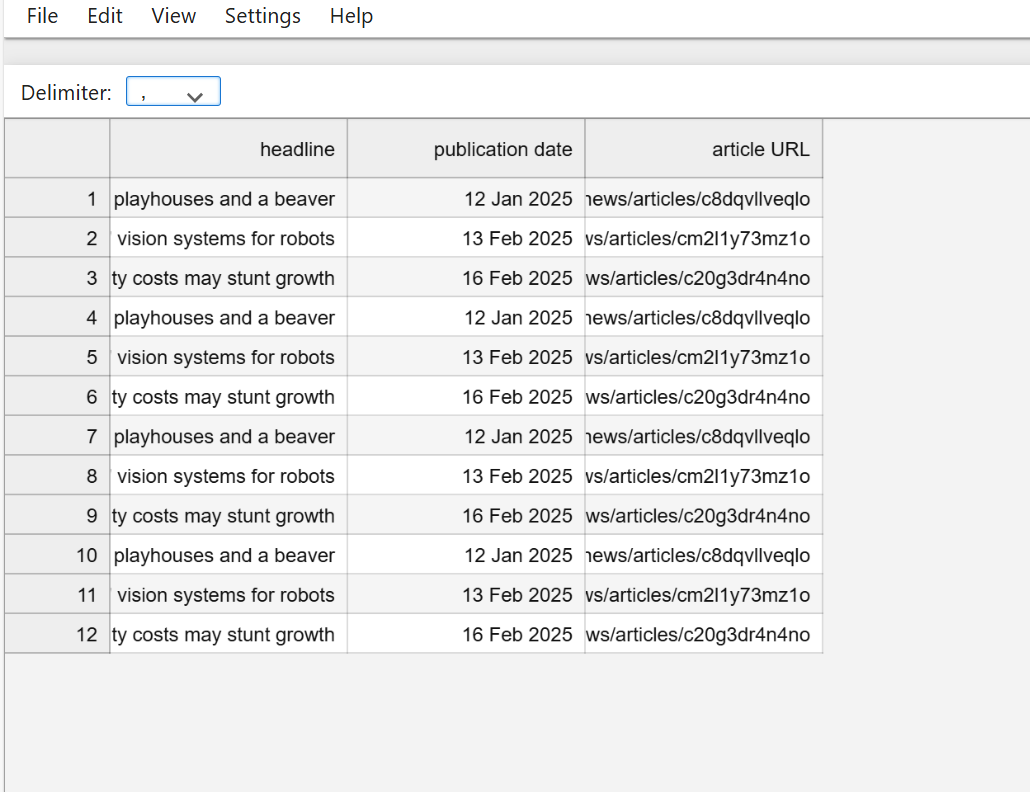 File Edit View Settings Help
Delimiter: ,
headline publication date article URL
1 playhouses and a beaver 12 Jan 2025 news/articles/c8dqvllveqlo
2 vision systems for robots 13 Feb 2025 ws/articles/cm2l1y73mz1o
3 ty costs may stunt growth 16 Feb 2025 ws/articles/c20g3dr4n4no
4 playhouses and a beaver 12 Jan 2025 news/articles/c8dqvllveqlo
5 vision systems for robots 13 Feb 2025 ws/articles/cm2l1y73mz1o
6 ty costs may stunt growth 16 Feb 2025 ws/articles/c20g3dr4n4no
7 playhouses and a beaver 12 Jan 2025 news/articles/c8dqvllveqlo
8 vision systems for robots 13 Feb 2025 ws/articles/cm2l1y73mz1o
9 ty costs may stunt growth 16 Feb 2025 ws/articles/c20g3dr4n4no
10 playhouses and a beaver 12 Jan 2025 news/articles/c8dqvllveqlo
11 vision systems for robots 13 Feb 2025 ws/articles/cm2l1y73mz1o
12 ty costs may stunt growth 16 Feb 2025 ws/articles/c20g3dr4n4no